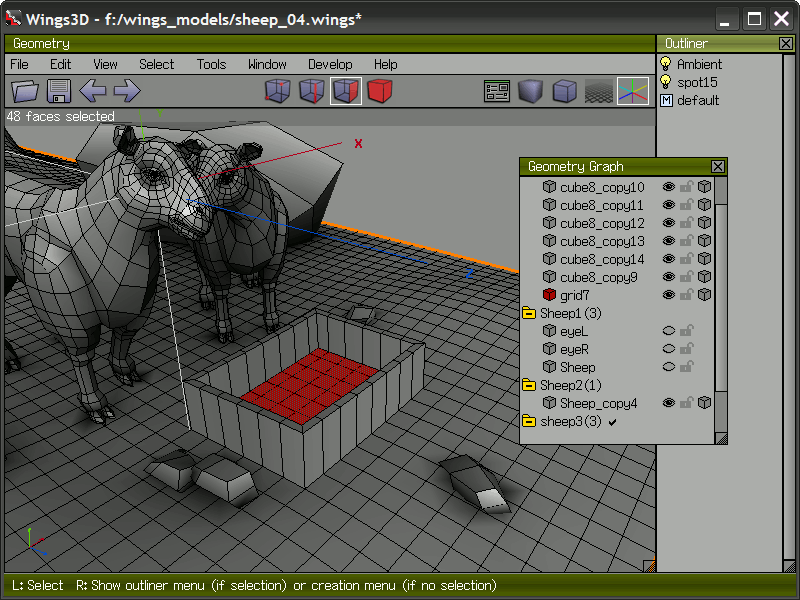 Wings3D - f:/wings_models/sheep_04.wings*
Geometry
File Edit View Select Tools Window Develop Help
48 faces selected
X
Y
Z
Outliner
Ambient
spot15
M default
Geometry Graph
cube8_copy10
cube8_copy11
cube8_copy12
cube8_copy13
cube8_copy14
cube8_copy9
grid7
Sheep1(3)
eyeL
eyeR
Sheep
Sheep2(1)
Sheep_copy4
sheep3(3)
L: Select R: Show outliner menu (if selection) or creation menu (if no selection)